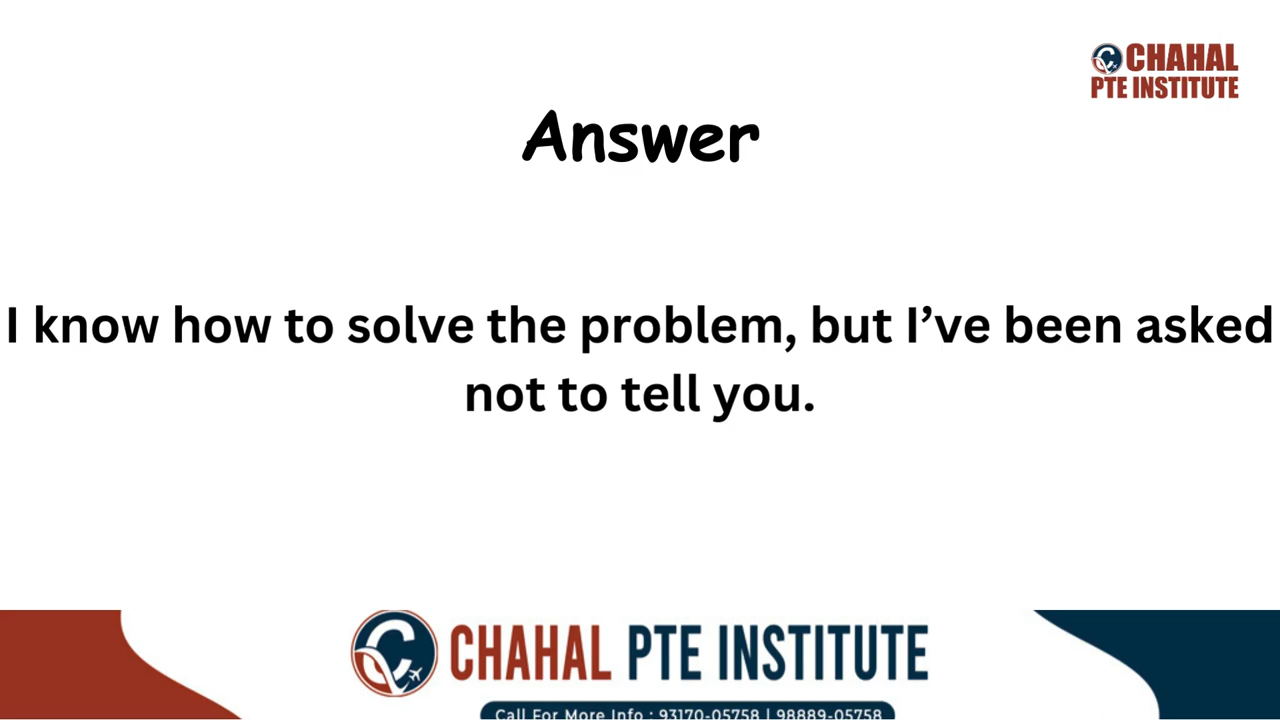 CHAHAL
PTE INSTITUTE
Answer
I know how to solve the problem, but I’ve been asked
not to tell you.
CHAHAL PTE INSTITUTE
Call For More Info : 93170-05758 | 98889-05758